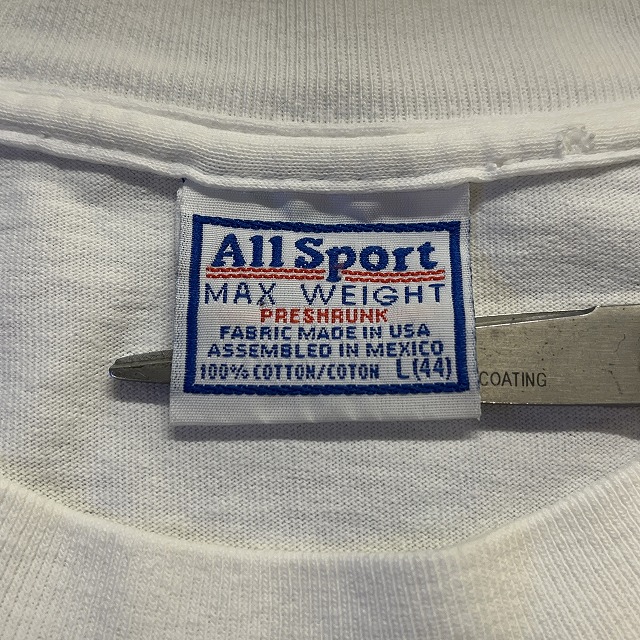 All Sport
MAX WEIGHT
PRESHRUNK
FABRIC MADE IN USA
ASSEMBLED IN MEXICO
100% COTTON/COTON L(44)
COATING